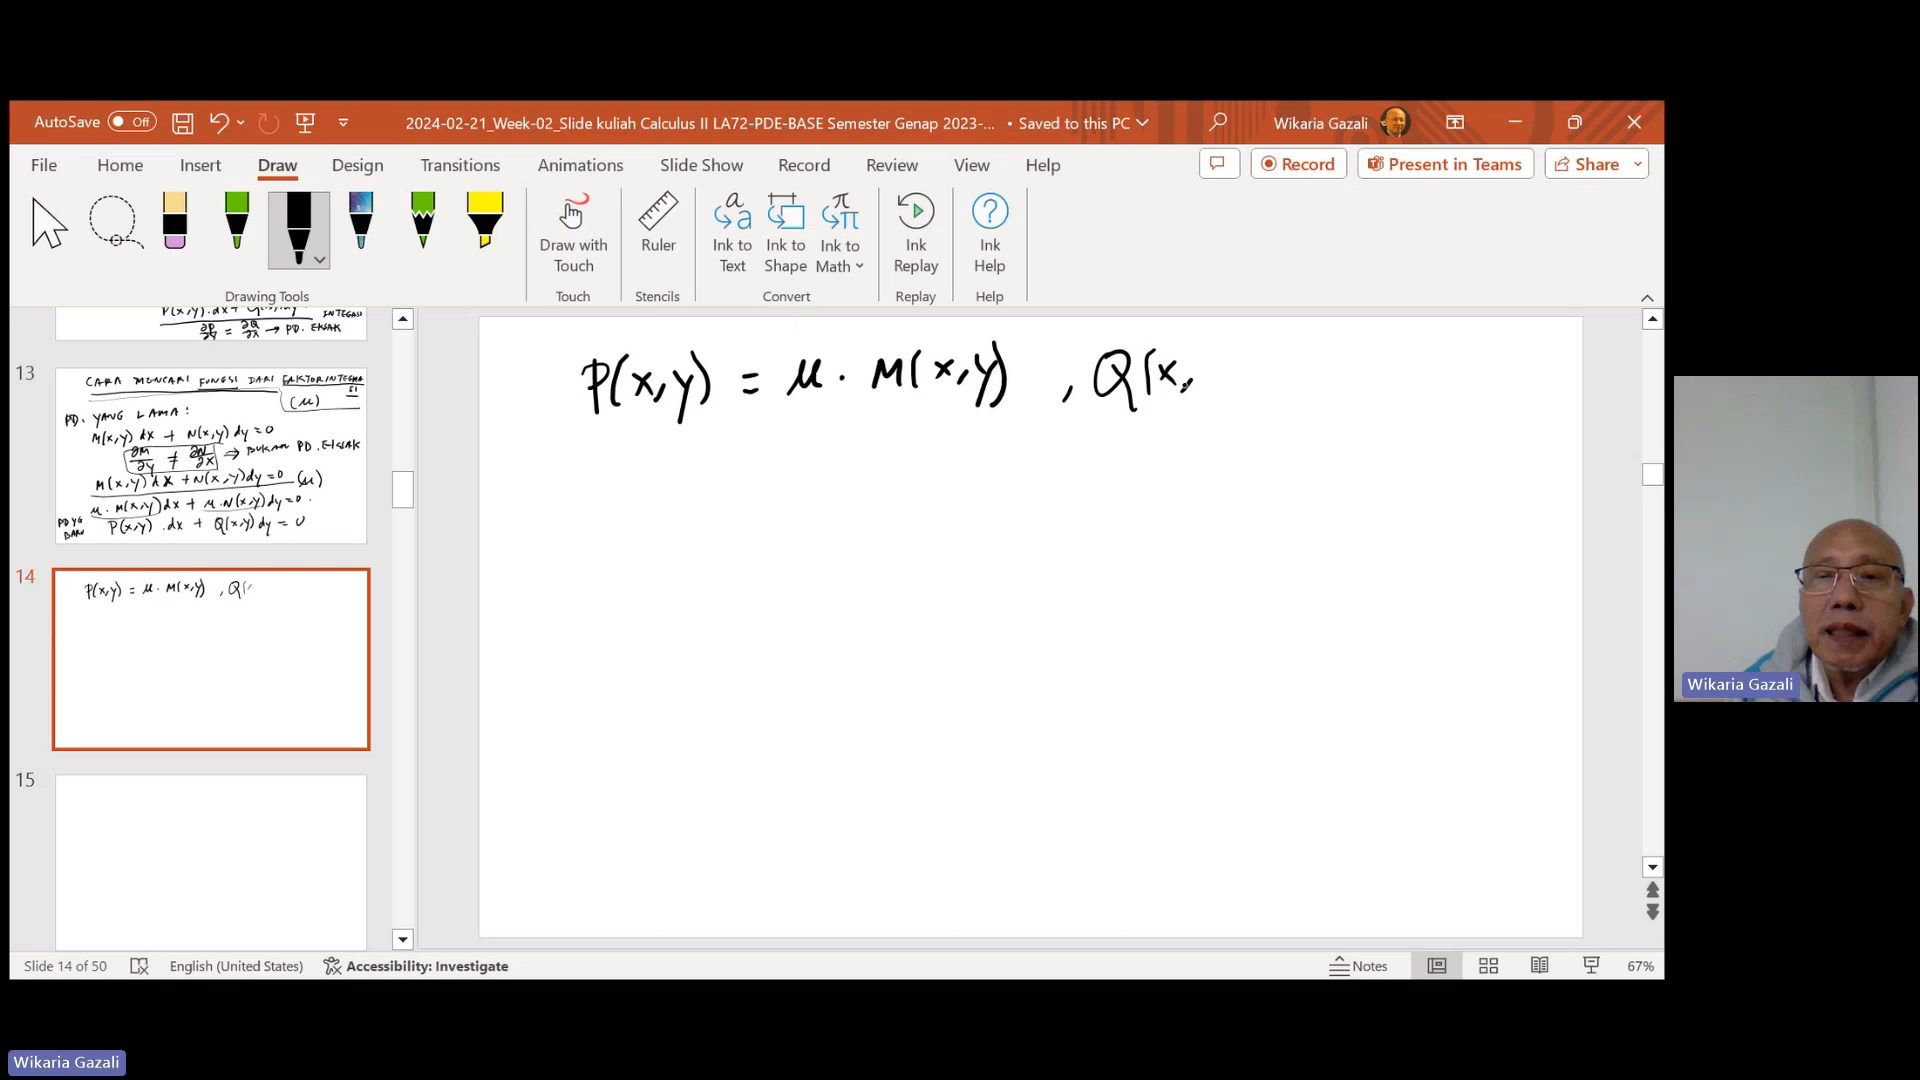 AutoSave Off 2024-02-21_Week-02_Slide kuliah Calculus II LA72-PDE-BASE Semester Genap 2023-... • Saved to this PC Wikaria Gazali
File Home Insert Draw Design Transitions Animations Slide Show Record Review View Help Record Present in Teams Share
Draw with Touch
Ruler
Ink to Text
Ink to Shape
Ink to Math
Ink Replay
Ink Help
Drawing Tools Touch Stencils Convert Replay Help
∂P/∂y = ∂Q/∂x → PD. EKSAK
13
CARA MENCARI FUNGSI DARI FAKTOR INTEGRASI
(μ)
PD. YANG LAMA:
M(x,y) dx + N(x,y) dy = 0
∂M/∂y ≠ ∂N/∂x → BUKAN PD. EKSAK
M(x,y) dx + N(x,y) dy = 0 (μ)
μ. M(x,y) dx + μ. N(x,y) dy = 0.
PD YG BARU P(x,y) . dx + Q(x,y) dy = 0
14
P(x,y) = μ. M(x,y) , Q(
15
P(x,y) = μ . M(x,y) , Q(x,
Wikaria Gazali
Slide 14 of 50 English (United States) Accessibility: Investigate Notes 67%
Wikaria Gazali